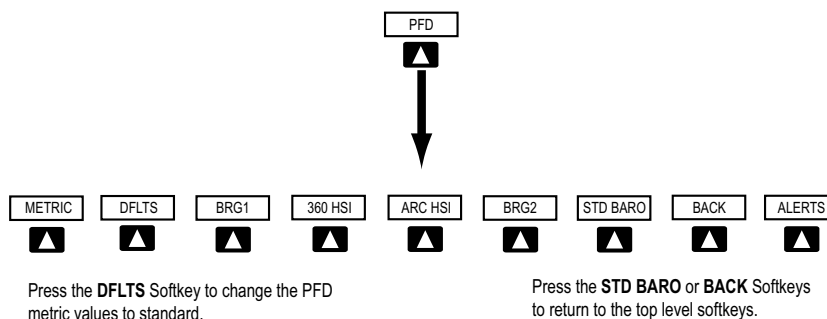 PFD
METRIC DFLTS BRG1 360 HSI ARC HSI BRG2 STD BARO BACK ALERTS
Press the DFLTS Softkey to change the PFD
metric values to standard.
Press the STD BARO or BACK Softkeys
to return to the top level softkeys.